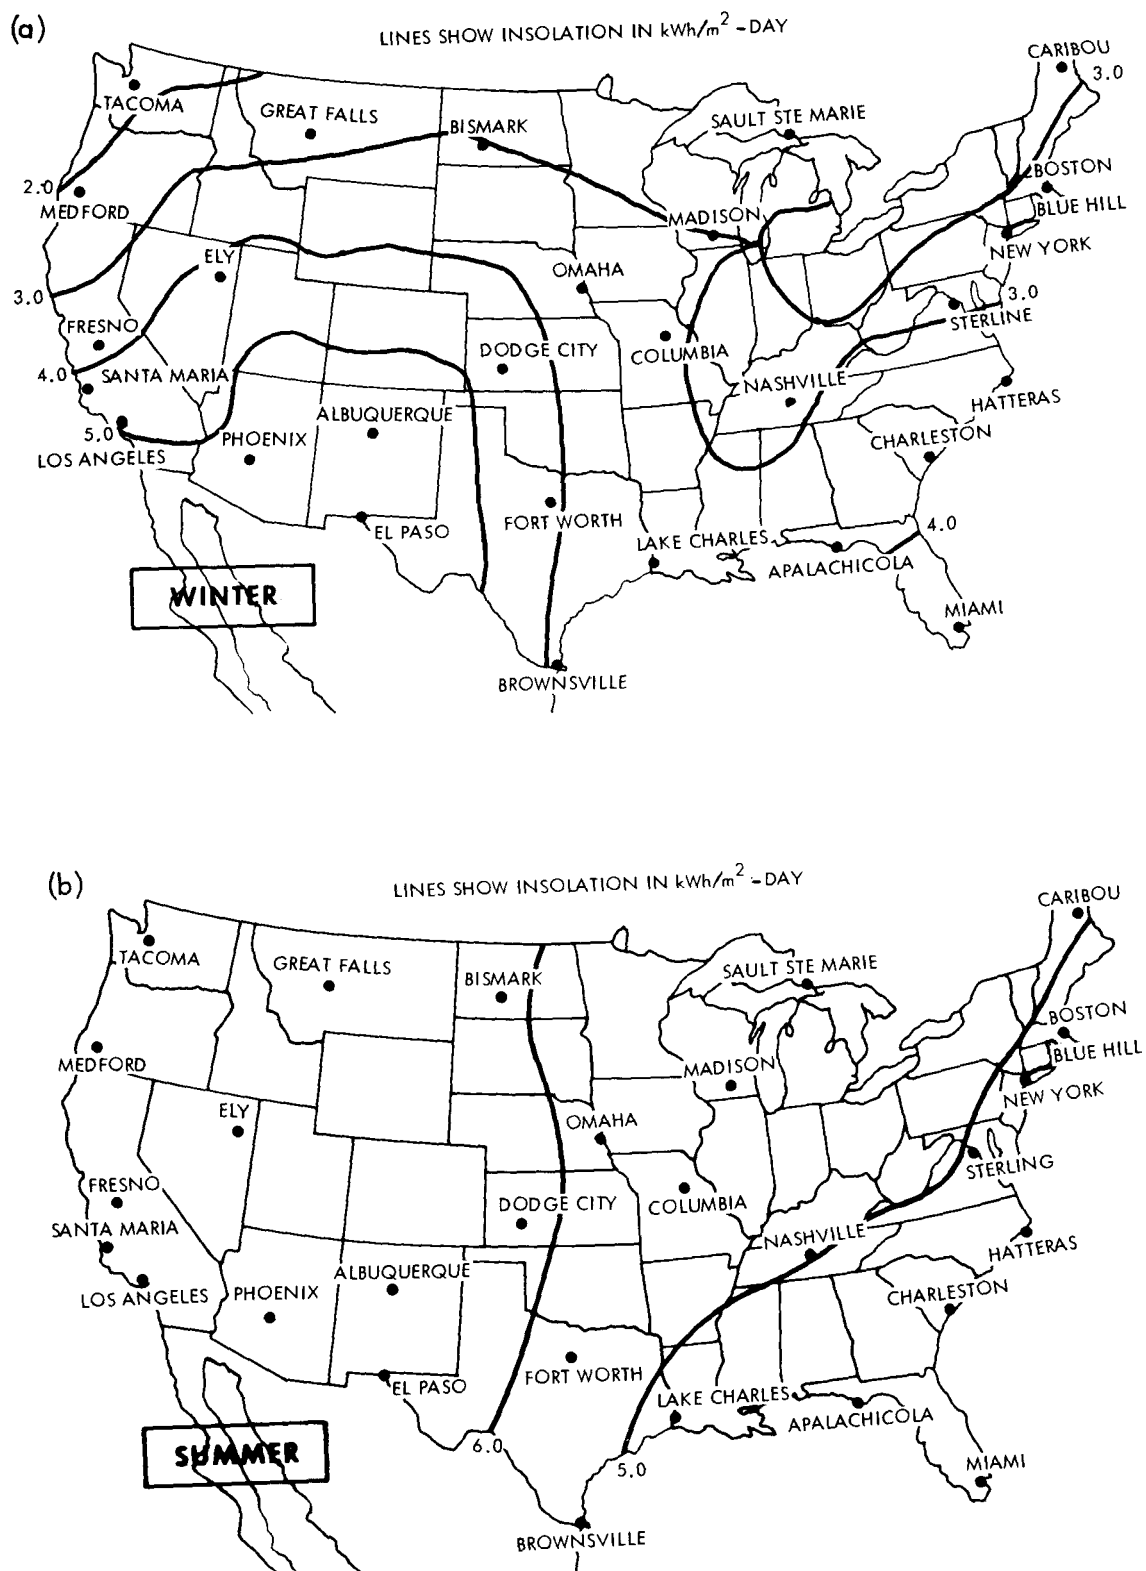 (a)
LINES SHOW INSOLATION IN kWh/m² -DAY
CARIBOU
3.0
TACOMA
GREAT FALLS
BISMARK
SAULT STE MARIE
BOSTON
2.0
MEDFORD
MADISON
BLUE HILL
NEW YORK
ELY
OMAHA
3.0
3.0
STERLINE
FRESNO
DODGE CITY
COLUMBIA
4.0
SANTA MARIA
NASHVILLE
HATTERAS
ALBUQUERQUE
5.0
PHOENIX
CHARLESTON
LOS ANGELES
EL PASO
FORT WORTH
4.0
LAKE CHARLES
APALACHICOLA
WINTER
MIAMI
BROWNSVILLE
(b)
LINES SHOW INSOLATION IN kWh/m² -DAY
CARIBOU
TACOMA
GREAT FALLS
BISMARK
SAULT STE MARIE
BOSTON
MEDFORD
MADISON
BLUE HILL
NEW YORK
ELY
OMAHA
STERLING
FRESNO
DODGE CITY
COLUMBIA
SANTA MARIA
NASHVILLE
HATTERAS
ALBUQUERQUE
LOS ANGELES
PHOENIX
CHARLESTON
EL PASO
FORT WORTH
LAKE CHARLES
APALACHICOLA
SUMMER
6.0
5.0
MIAMI
BROWNSVILLE